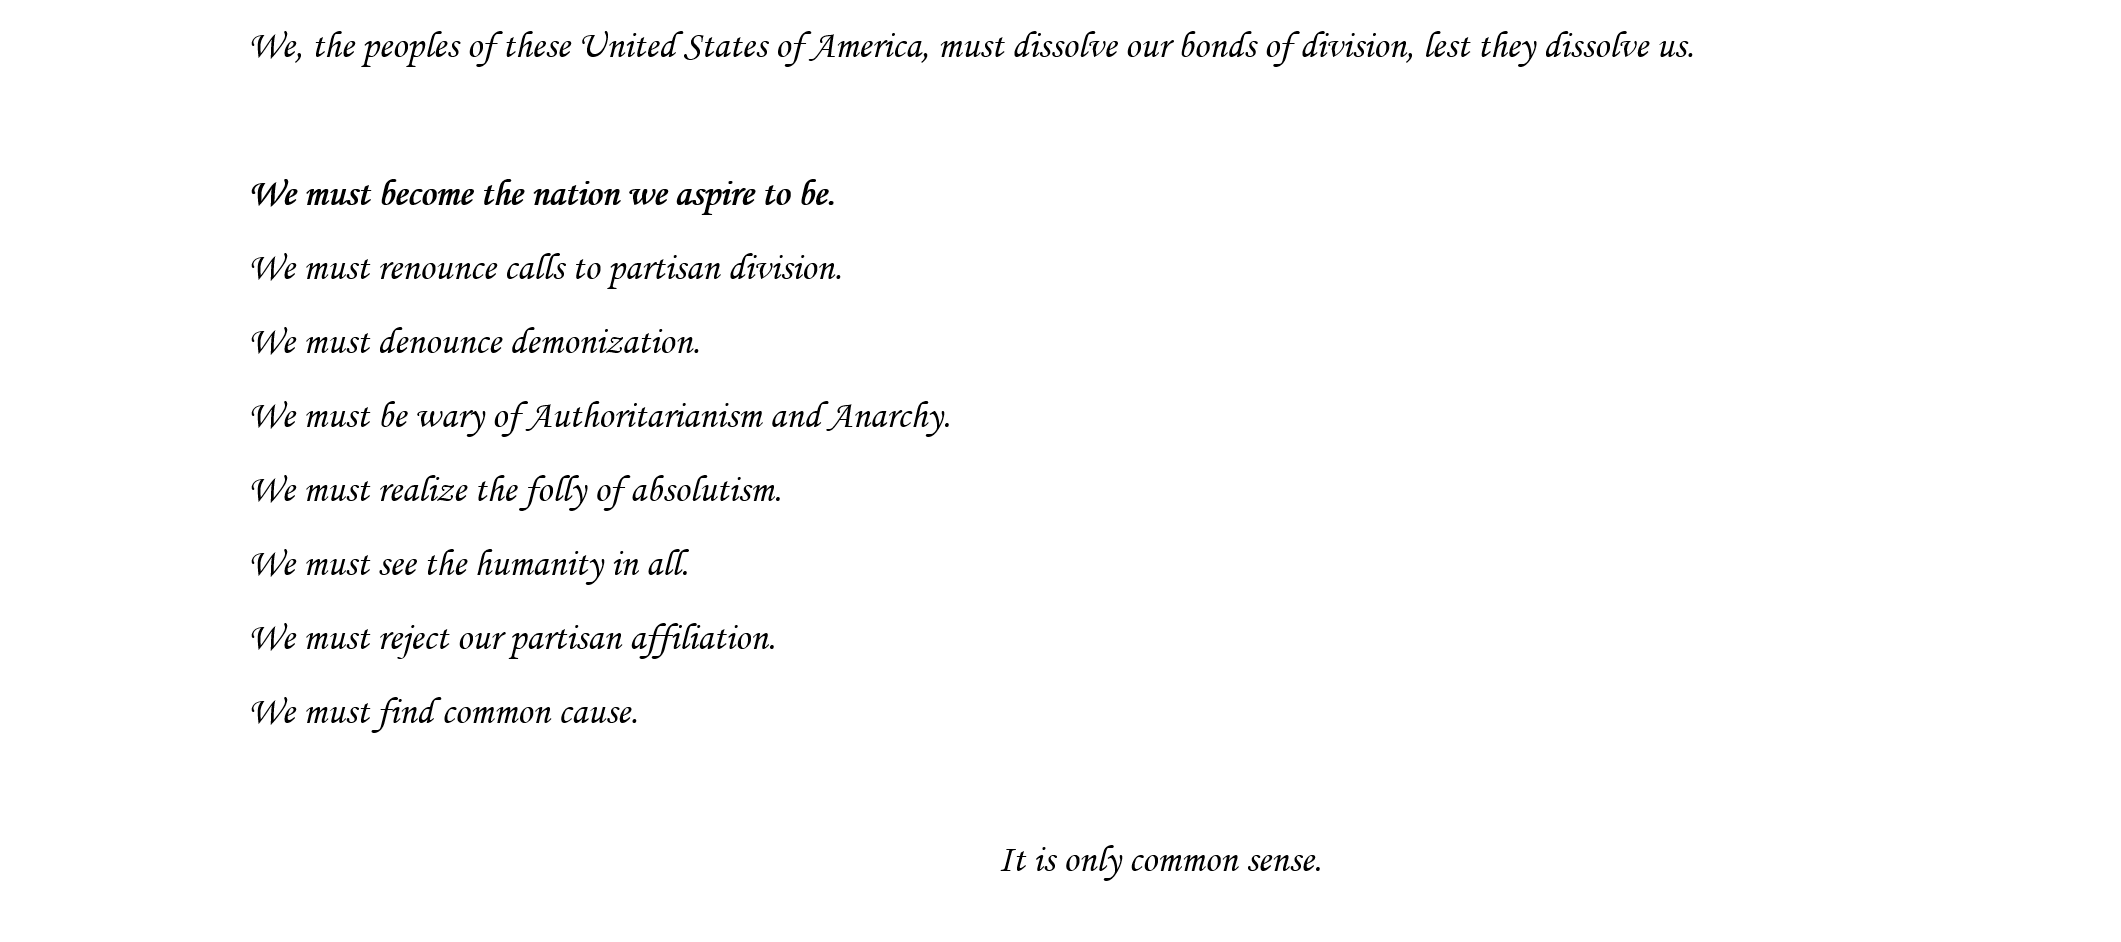 We, the peoples of these United States of America, must dissolve our bonds of division, lest they dissolve us.
We must become the nation we aspire to be.
We must renounce calls to partisan division.
We must denounce demonization.
We must be wary of Authoritarianism and Anarchy.
We must realize the folly of absolutism.
We must see the humanity in all.
We must reject our partisan affiliation.
We must find common cause.
It is only common sense.